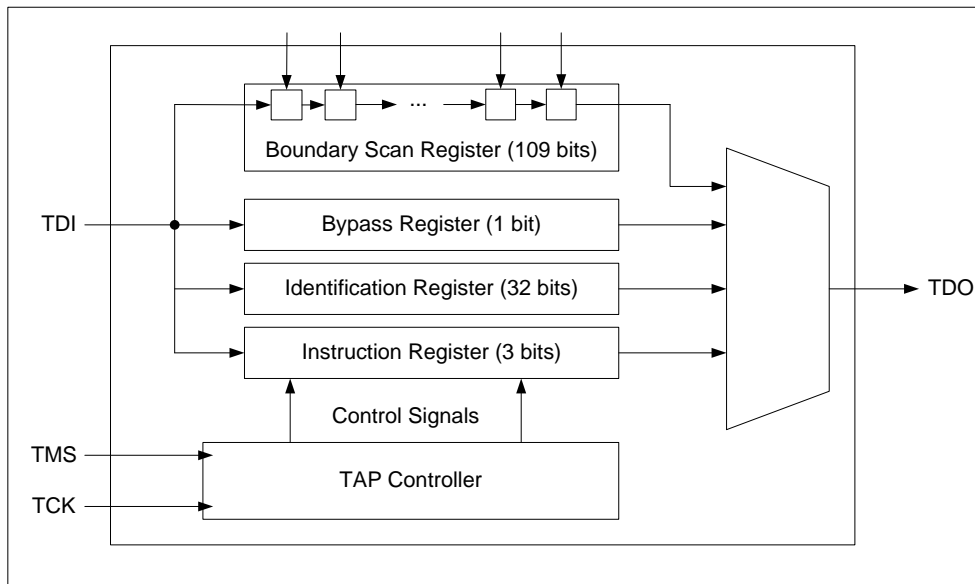 ...
Boundary Scan Register (109 bits)
TDI
Bypass Register (1 bit)
Identification Register (32 bits)
TDO
Instruction Register (3 bits)
Control Signals
TMS
TAP Controller
TCK